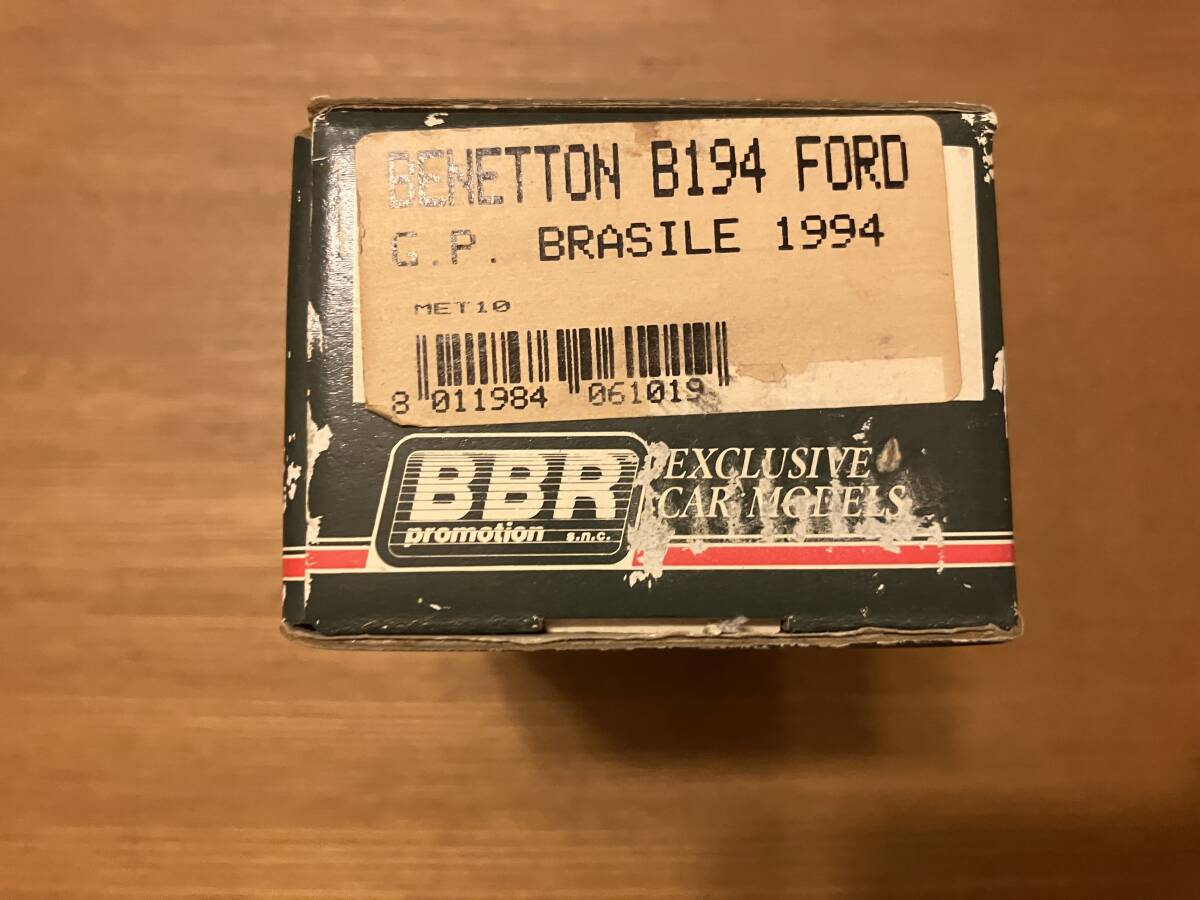 BENETTON B194 FORD
G.P. BRASILE 1994
MET10
8 011984 061019
BBR
promotion s.n.c.
EXCLUSIVE
CAR MODELS